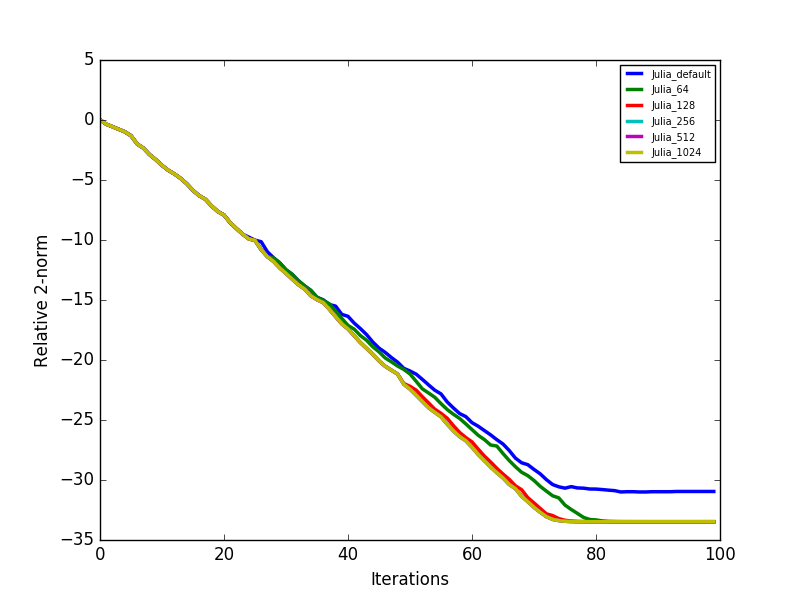 5
0
−5
−10
−15
−20
−25
−30
−35
0 20 40 60 80 100
Relative 2-norm
Iterations
Julia_default
Julia_64
Julia_128
Julia_256
Julia_512
Julia_1024